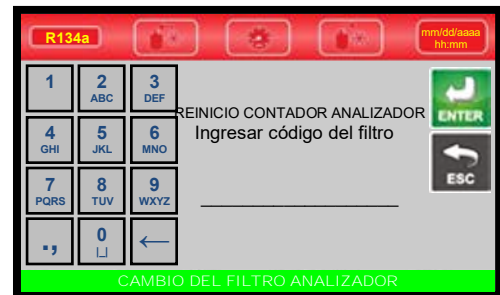 R134a
mm/dd/aaaa
hh:mm
1
2
ABC
3
DEF
4
GHI
5
JKL
6
MNO
7
PQRS
8
TUV
9
WXYZ
.,
0
⌴
←
REINICIO CONTADOR ANALIZADOR
Ingresar código del filtro
____________________
ENTER
ESC
CAMBIO DEL FILTRO ANALIZADOR